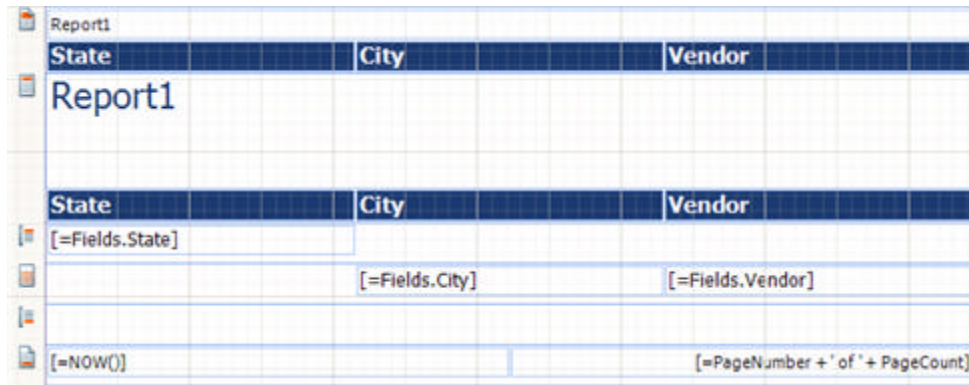 Report1
State City Vendor
Report1
State City Vendor
[=Fields.State]
[=Fields.City] [=Fields.Vendor]
[=NOW()] [=PageNumber + ' of ' + PageCount]